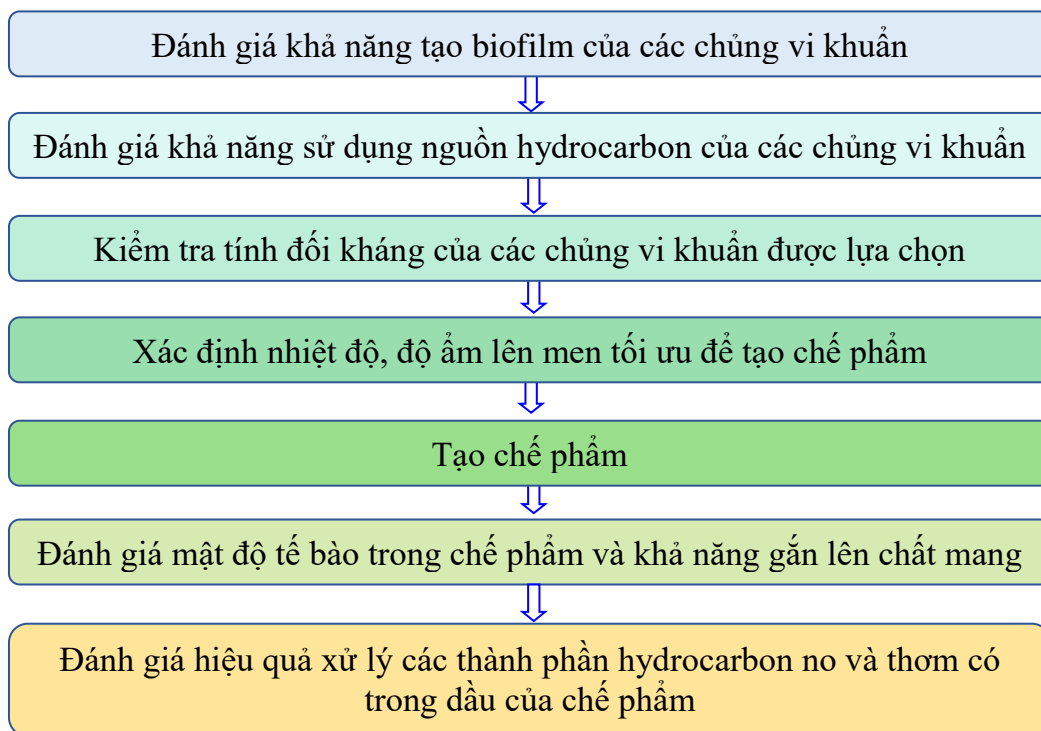 Đánh giá khả năng tạo biofilm của các chủng vi khuẩn
Đánh giá khả năng sử dụng nguồn hydrocarbon của các chủng vi khuẩn
Kiểm tra tính đối kháng của các chủng vi khuẩn được lựa chọn
Xác định nhiệt độ, độ ẩm lên men tối ưu để tạo chế phẩm
Tạo chế phẩm
Đánh giá mật độ tế bào trong chế phẩm và khả năng gắn lên chất mang
Đánh giá hiệu quả xử lý các thành phần hydrocarbon no và thơm có
trong dầu của chế phẩm